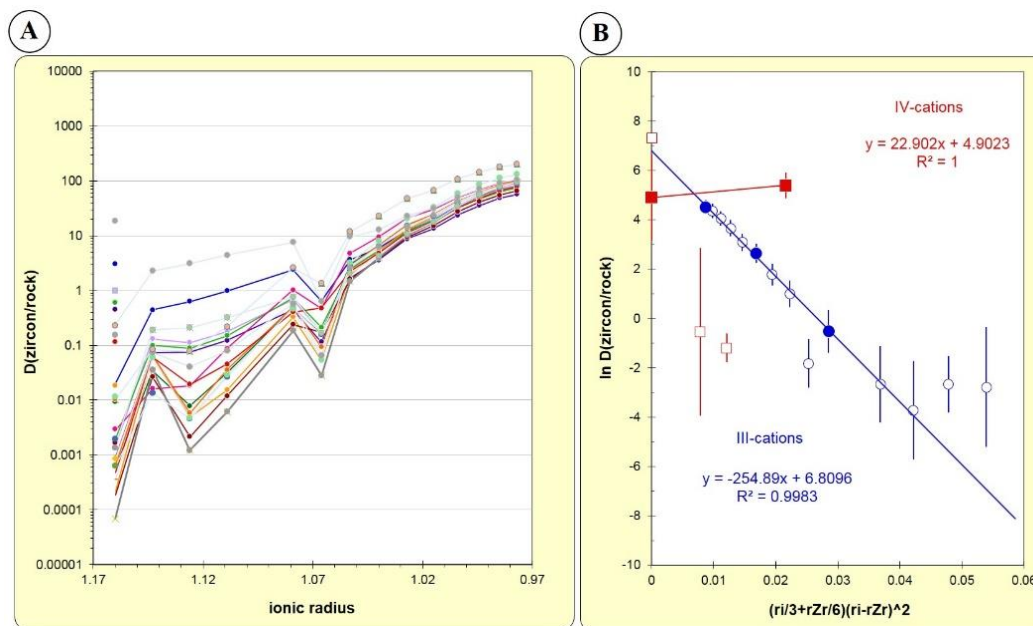 A
10000
1000
100
10
1
0.1
0.01
0.001
0.0001
0.00001
1.17
1.12
1.07
1.02
0.97
D(zircon/rock)
ionic radius
B
10
8
6
4
2
0
-2
-4
-6
-8
-10
0
0.01
0.02
0.03
0.04
0.05
0.06
ln D(zircon/rock)
IV-cations
y = 22.902x + 4.9023
R² = 1
III-cations
y = -254.89x + 6.8096
R² = 0.9983
(ri/3+rZr/6)(ri-rZr)^2